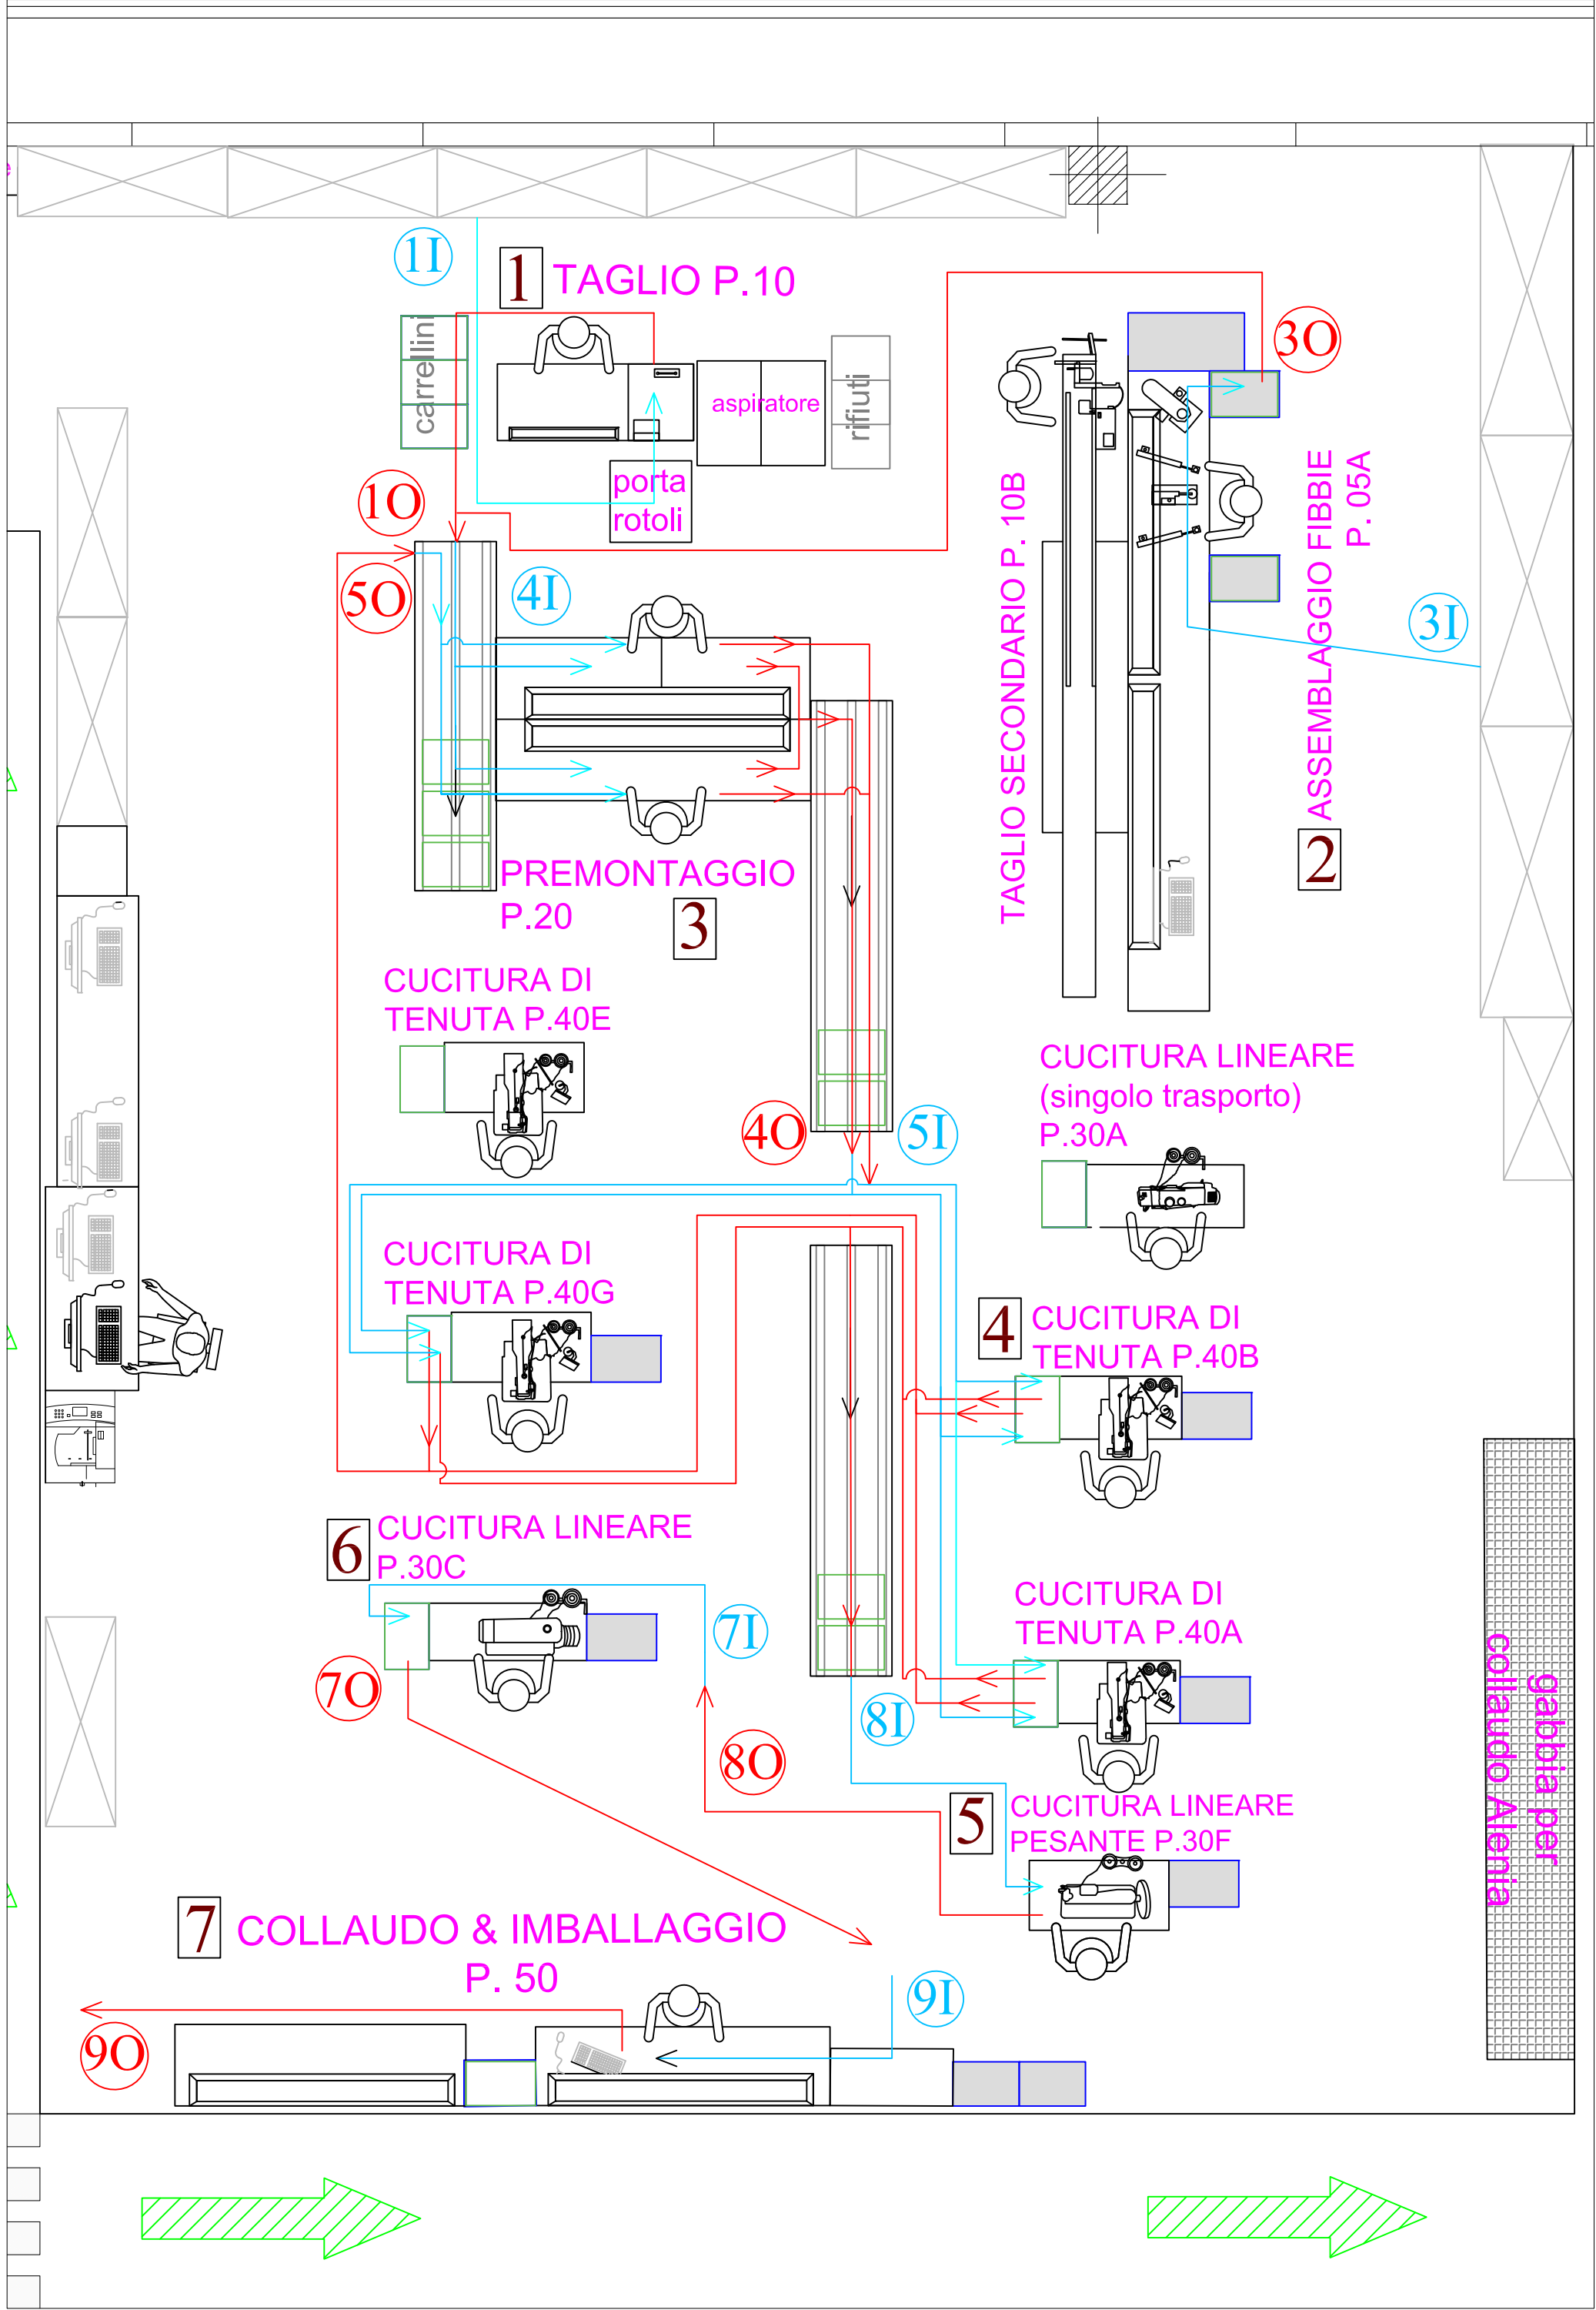 1I
1
TAGLIO P.10
carrellini
aspiratore
rifiuti
porta
rotoli
1O
3O
5O
4I
TAGLIO SECONDARIO P. 10B
ASSEMBLAGGIO FIBBIE
P. 05A
3I
2
PREMONTAGGIO
P.20
3
CUCITURA DI
TENUTA P.40E
4O
5I
CUCITURA LINEARE
(singolo trasporto)
P.30A
CUCITURA DI
TENUTA P.40G
4
CUCITURA DI
TENUTA P.40B
6
CUCITURA LINEARE
P.30C
7I
7O
8I
8O
CUCITURA DI
TENUTA P.40A
gabbia per
collaudo Alenia
5
CUCITURA LINEARE
PESANTE P.30F
7
COLLAUDO & IMBALLAGGIO
P. 50
9I
9O